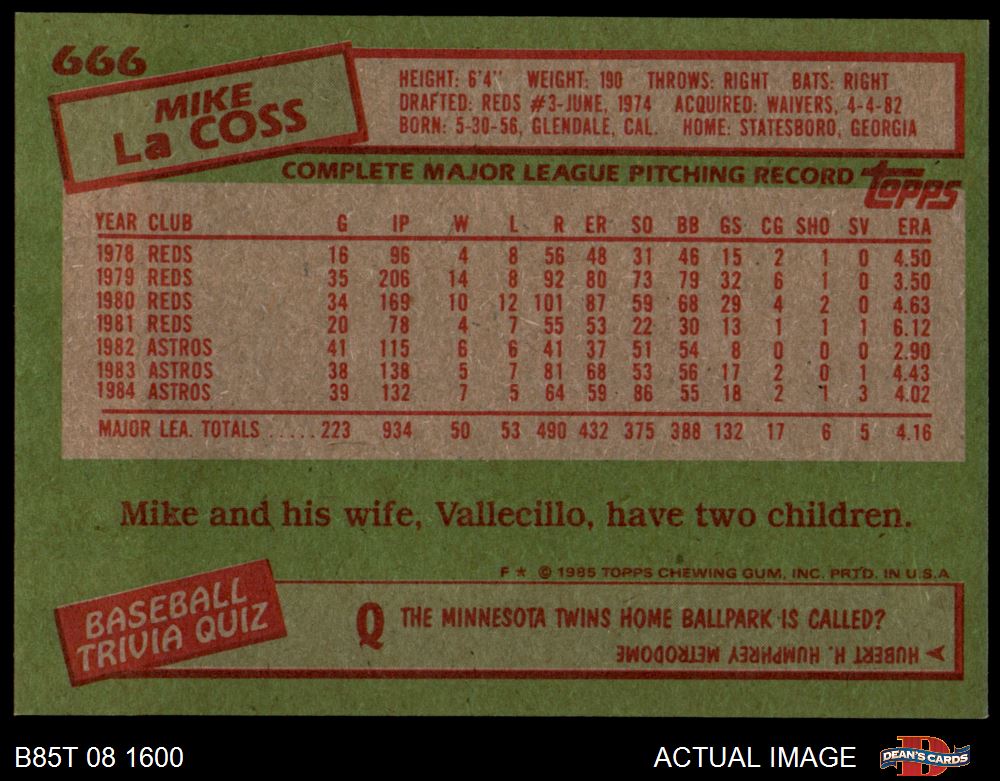 666
MIKE
La COSS
HEIGHT: 6'4" WEIGHT: 190 THROWS: RIGHT BATS: RIGHT
DRAFTED: REDS #3-JUNE, 1974 ACQUIRED: WAIVERS, 4-4-82
BORN: 5-30-56, GLENDALE, CAL. HOME: STATESBORO, GEORGIA
COMPLETE MAJOR LEAGUE PITCHING RECORD topps
YEAR CLUB G IP W L R ER SO BB GS CG SHO SV ERA
1978 REDS 16 96 4 8 56 48 31 46 15 2 1 0 4.50
1979 REDS 35 206 14 8 92 80 73 79 32 6 1 0 3.50
1980 REDS 34 169 10 12 101 87 59 68 29 4 2 0 4.63
1981 REDS 20 78 4 7 55 53 22 30 13 1 1 1 6.12
1982 ASTROS 41 115 6 6 41 37 51 54 8 0 0 0 2.90
1983 ASTROS 38 138 5 7 81 68 53 56 17 2 0 1 4.43
1984 ASTROS 39 132 7 5 64 59 86 55 18 2 1 3 4.02
MAJOR LEA. TOTALS ..... 223 934 50 53 490 432 375 388 132 17 6 5 4.16
Mike and his wife, Vallecillo, have two children.
F * © 1985 TOPPS CHEWING GUM, INC. PRT'D. IN U.S.A
BASEBALL
TRIVIA QUIZ
Q THE MINNESOTA TWINS HOME BALLPARK IS CALLED?
A HUBERT H. HUMPHREY METRODOME
B85T 08 1600 ACTUAL IMAGE DEAN'S CARDS